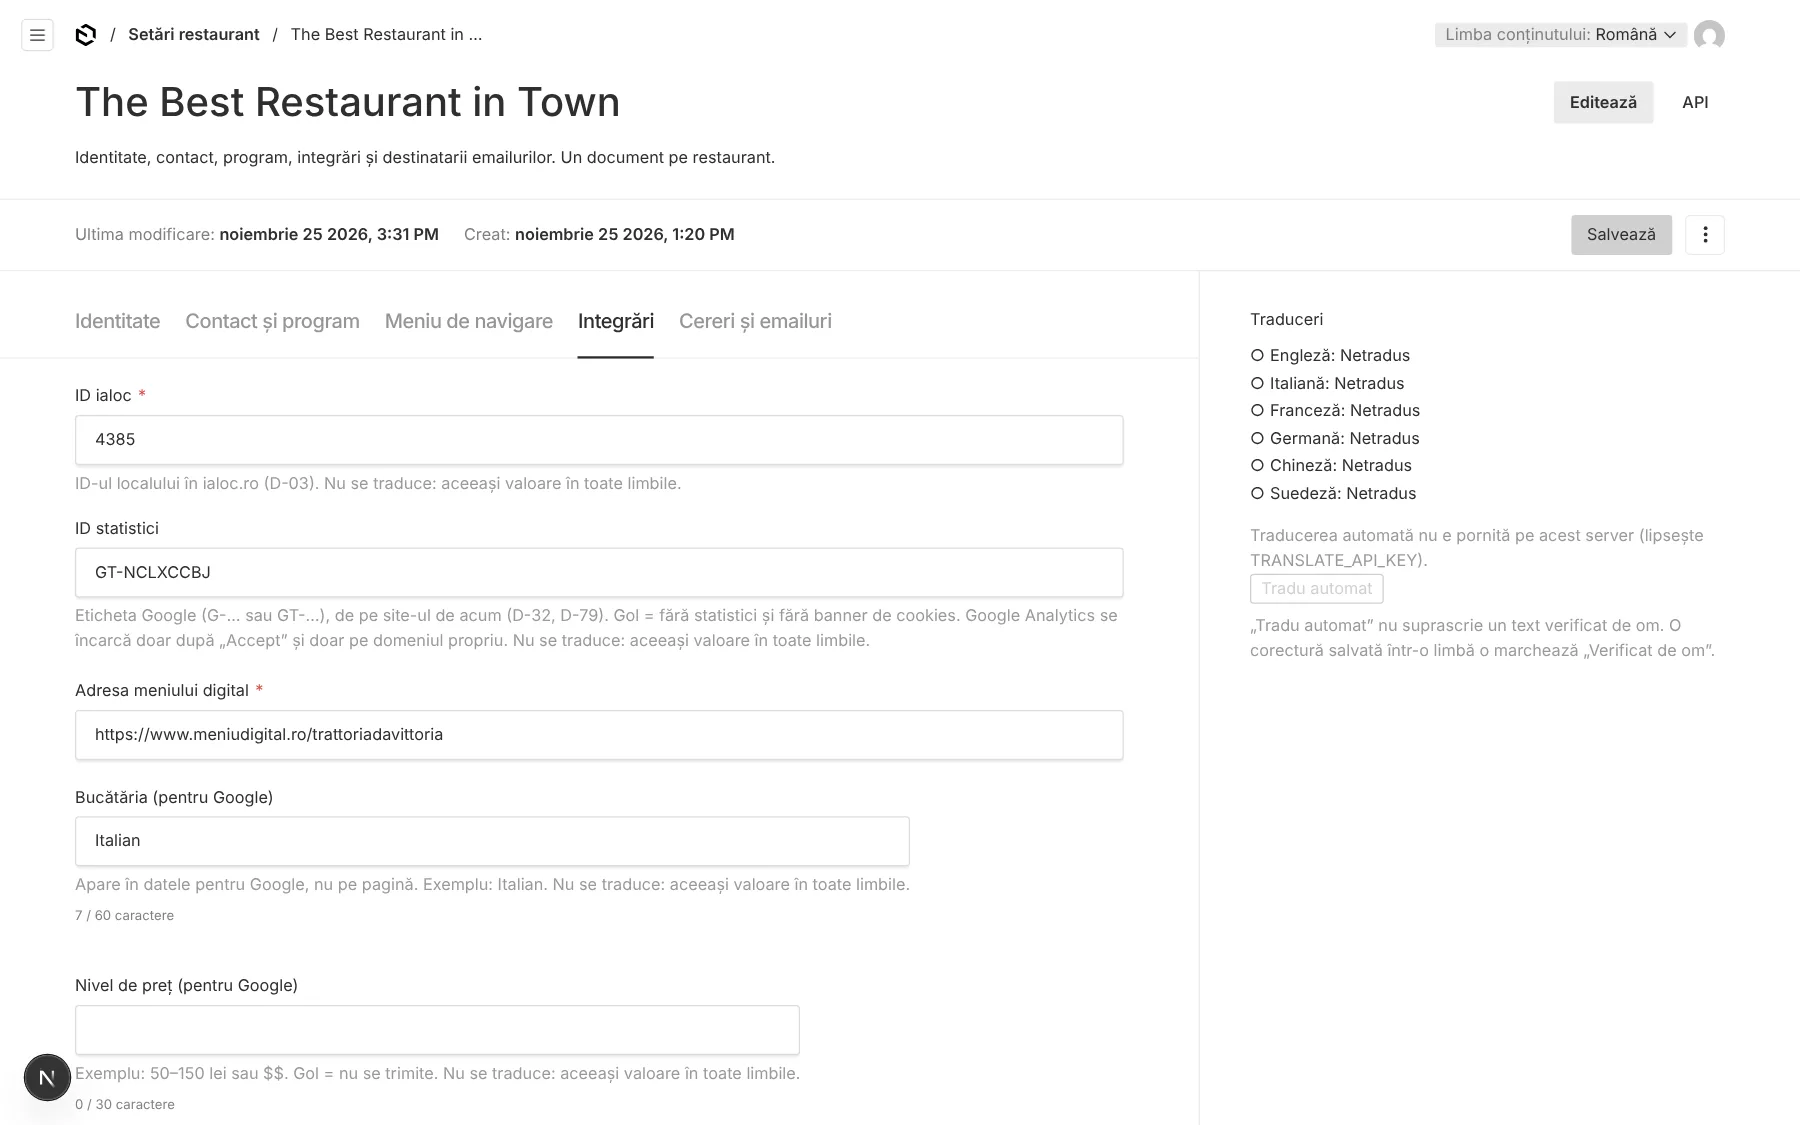 / Setări restaurant / The Best Restaurant in ...
Limba conținutului: Română
The Best Restaurant in Town
Editează
API
Identitate, contact, program, integrări și destinatarii emailurilor. Un document pe restaurant.
Ultima modificare: noiembrie 25 2026, 3:31 PM Creat: noiembrie 25 2026, 1:20 PM
Salvează
Identitate Contact și program Meniu de navigare Integrări Cereri și emailuri
ID ialoc *
4385
ID-ul localului în ialoc.ro (D-03). Nu se traduce: aceeași valoare în toate limbile.
ID statistici
GT-NCLXCCBJ
Eticheta Google (G-... sau GT-...), de pe site-ul de acum (D-32, D-79). Gol = fără statistici și fără banner de cookies. Google Analytics se
încarcă doar după „Accept” și doar pe domeniul propriu. Nu se traduce: aceeași valoare în toate limbile.
Adresa meniului digital *
https://www.meniudigital.ro/trattoriadavittoria
Bucătăria (pentru Google)
Italian
Apare în datele pentru Google, nu pe pagină. Exemplu: Italian. Nu se traduce: aceeași valoare în toate limbile.
7 / 60 caractere
Nivel de preț (pentru Google)
Exemplu: 50–150 lei sau $$. Gol = nu se trimite. Nu se traduce: aceeași valoare în toate limbile.
0 / 30 caractere
N
Traduceri
Engleză: Netradus
Italiană: Netradus
Franceză: Netradus
Germană: Netradus
Chineză: Netradus
Suedeză: Netradus
Traducerea automată nu e pornită pe acest server (lipsește
TRANSLATE_API_KEY).
Tradu automat
„Tradu automat” nu suprascrie un text verificat de om. O
corectură salvată într-o limbă o marchează „Verificat de om”.